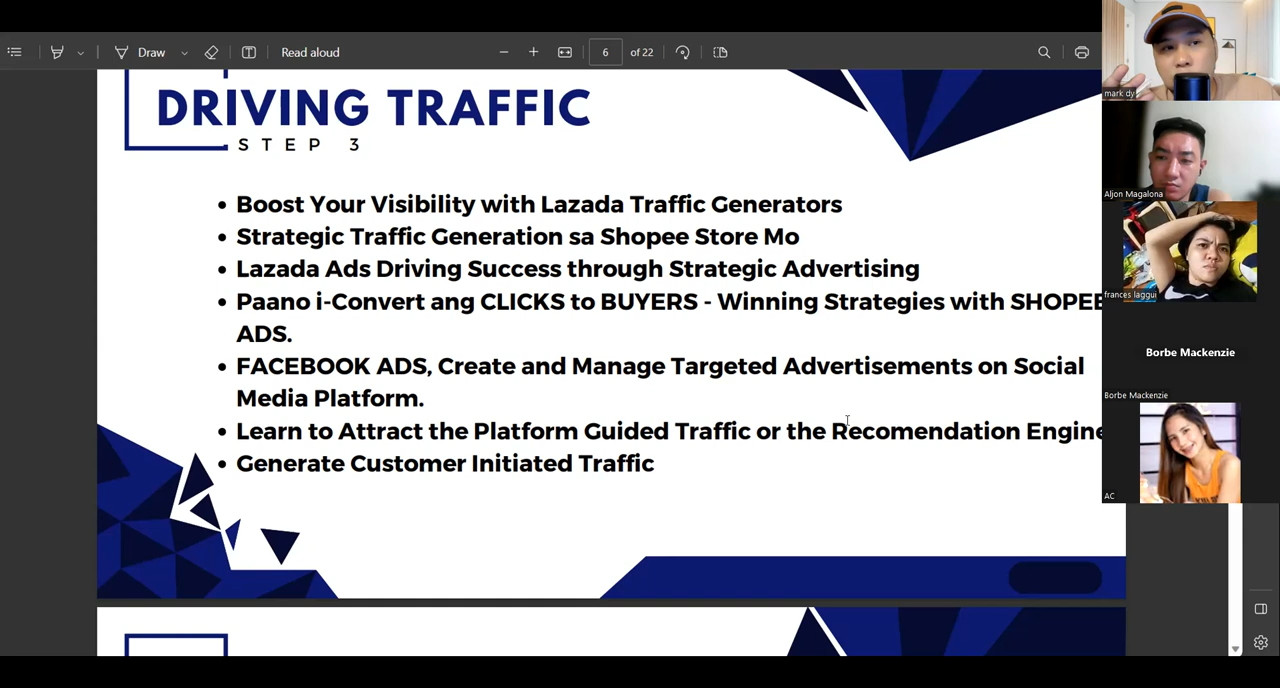 Draw
Read aloud
6 of 22
DRIVING TRAFFIC
STEP 3
• Boost Your Visibility with Lazada Traffic Generators
• Strategic Traffic Generation sa Shopee Store Mo
• Lazada Ads Driving Success through Strategic Advertising
• Paano i-Convert ang CLICKS to BUYERS - Winning Strategies with SHOPEE
ADS.
• FACEBOOK ADS, Create and Manage Targeted Advertisements on Social
Media Platform.
• Learn to Attract the Platform Guided Traffic or the Recomendation Engine
• Generate Customer Initiated Traffic
mark dy
Aljon Magalona
frances laggui
Borbe Mackenzie
Borbe Mackenzie
AC